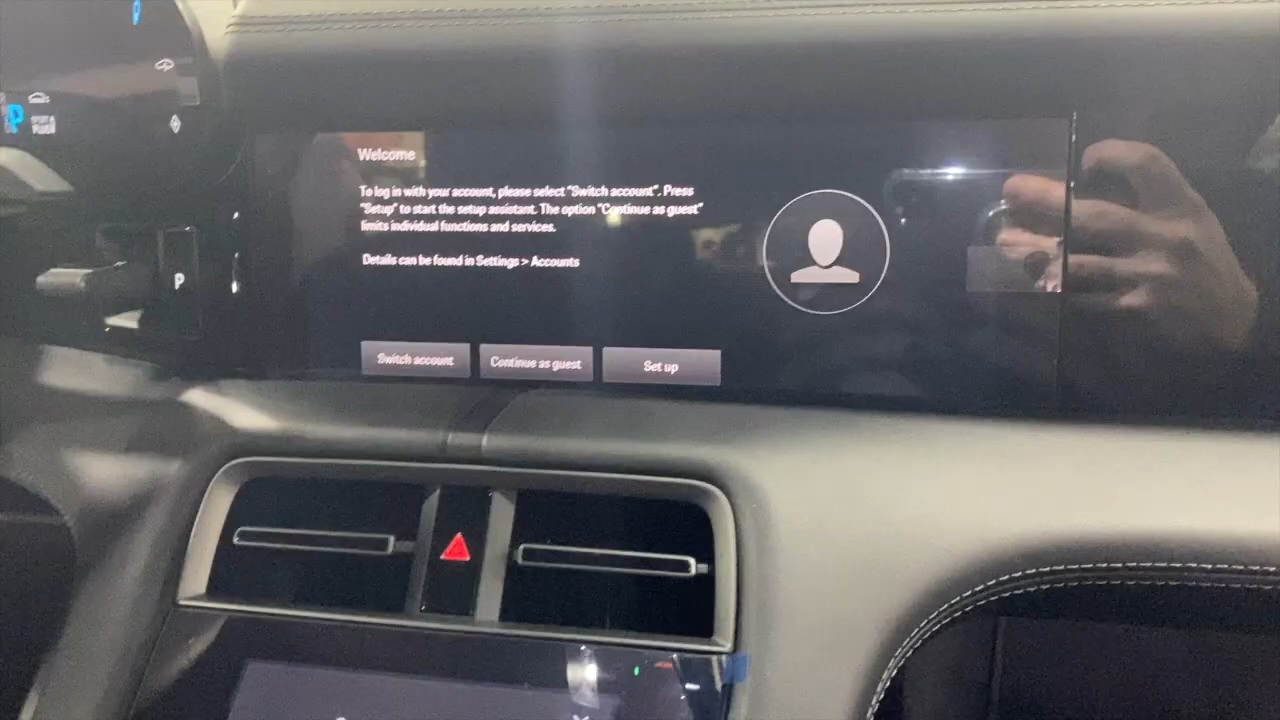 Welcome
To log in with your account, please select "Switch account". Press
"Setup" to start the setup assistant. The option "Continue as guest"
limits individual functions and services.
Details can be found in Settings > Accounts
Switch account
Continue as guest
Set up
P
P